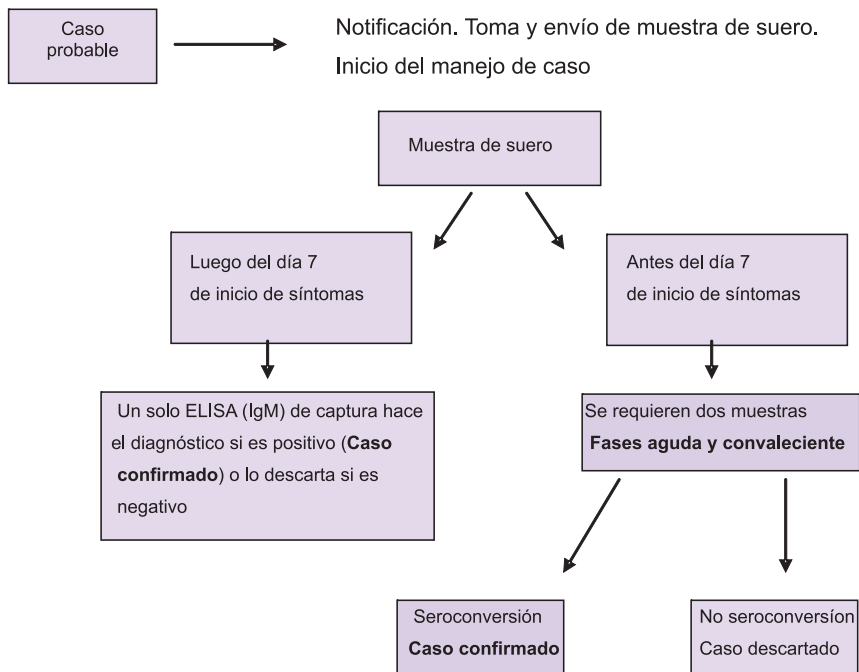 Caso
probable
Notificación. Toma y envío de muestra de suero.
Inicio del manejo de caso
Muestra de suero
Luego del día 7
de inicio de síntomas
Antes del día 7
de inicio de síntomas
Un solo ELISA (IgM) de captura hace
el diagnóstico si es positivo (Caso
confirmado) o lo descarta si es
negativo
Se requieren dos muestras
Fases aguda y convaleciente
Seroconversión
Caso confirmado
No seroconversíon
Caso descartado